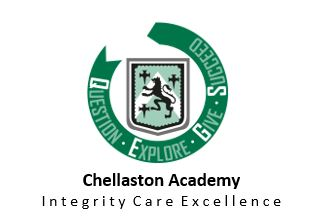 QUESTION · EXPLORE · GIVE · SUCCEED
Chellaston Academy
Integrity Care Excellence